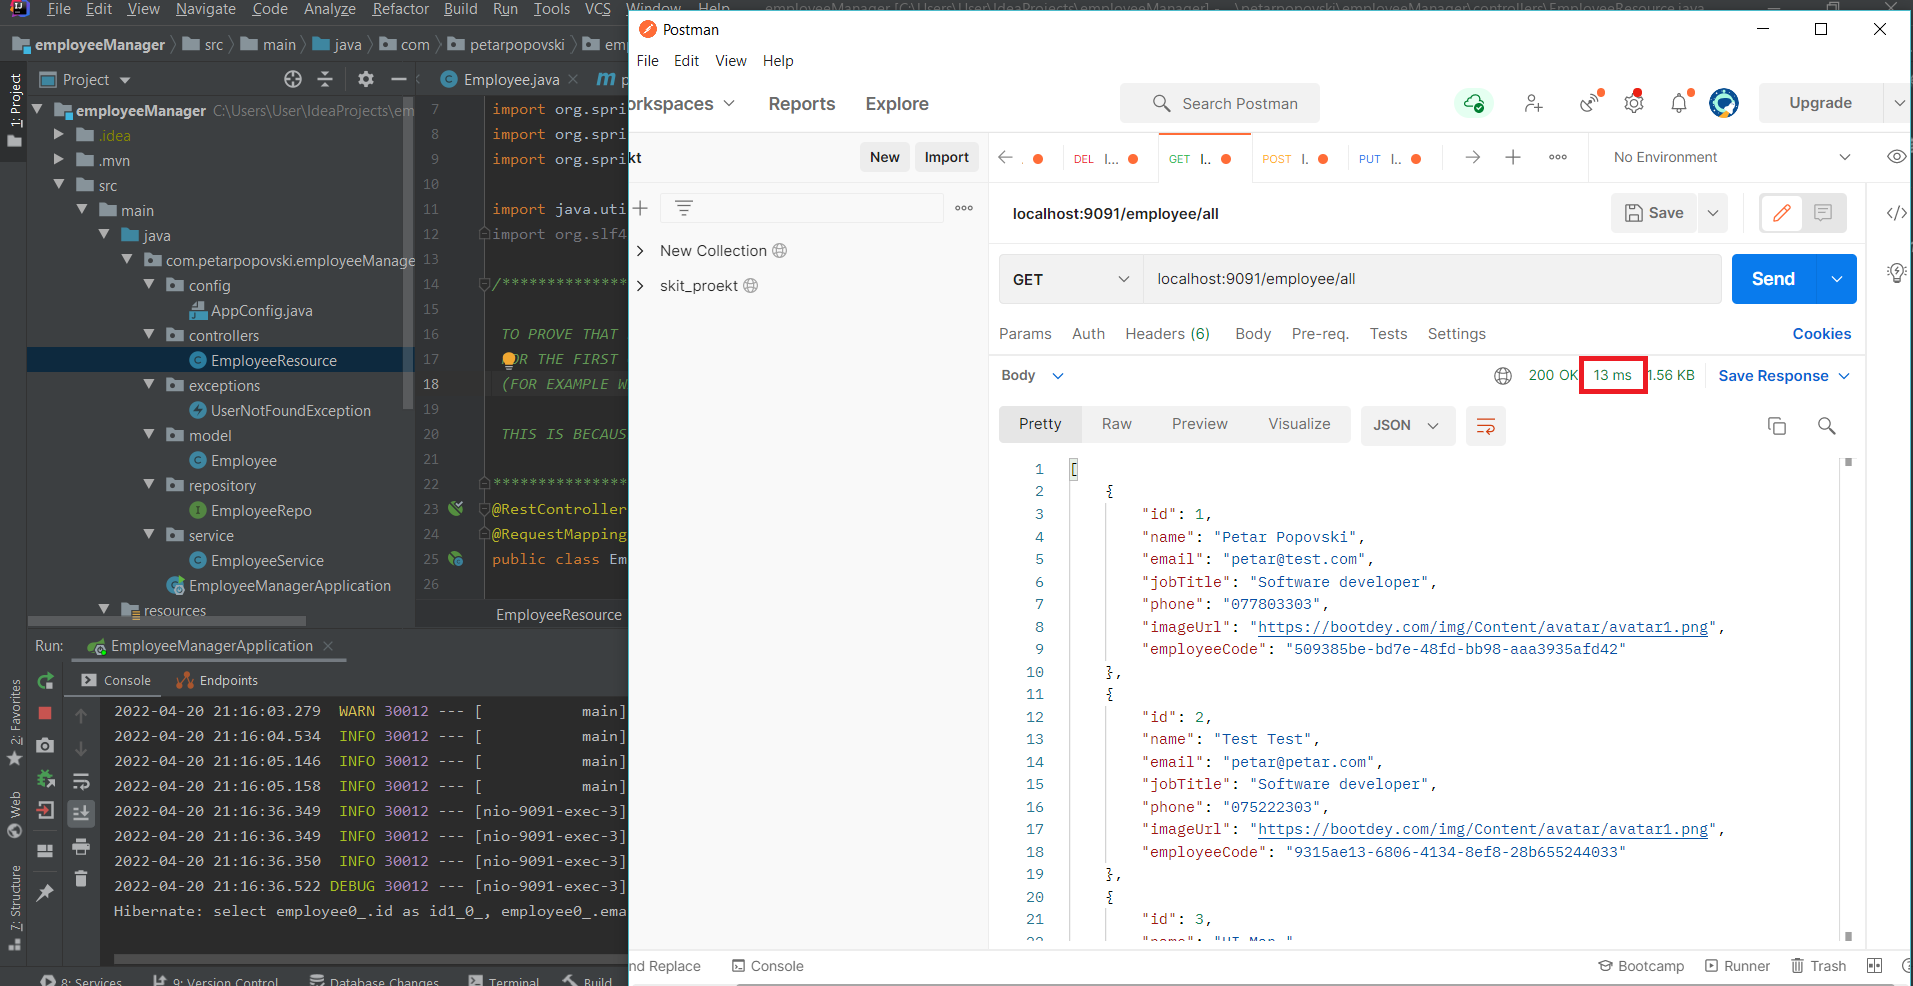 File Edit View Navigate Code Analyze Refactor Build Run Tools VCS Window Help employeeManager [C:\Users\User\IdeaProjects\employeeManager] - ...\petarpopovski\employeeManager\controllers\EmployeeResource.java
employeeManager src main java com petarpopovski em
1: Project
Project
employeeManager C:\Users\User\IdeaProjects\em
.idea
.mvn
src
main
java
com.petarpopovski.employeeManage
config
AppConfig.java
controllers
EmployeeResource
exceptions
UserNotFoundException
model
Employee
repository
EmployeeRepo
service
EmployeeService
EmployeeManagerApplication
resources
Employee.java
m p
7 import org.spri
8 import org.spri
9 import org.spri
10
11 import java.uti
12 import org.slf4
13
14 /**************
15
16 TO PROVE THAT
17 FOR THE FIRST
18 (FOR EXAMPLE W
19
20 THIS IS BECAUS
21
22 ***************
23 @RestController
24 @RequestMapping
25 public class Em
26
EmployeeResource
Run: EmployeeManagerApplication
Console Endpoints
2022-04-20 21:16:03.279 WARN 30012 --- [ main]
2022-04-20 21:16:04.534 INFO 30012 --- [ main]
2022-04-20 21:16:05.146 INFO 30012 --- [ main]
2022-04-20 21:16:05.158 INFO 30012 --- [ main]
2022-04-20 21:16:36.349 INFO 30012 --- [nio-9091-exec-3]
2022-04-20 21:16:36.349 INFO 30012 --- [nio-9091-exec-3]
2022-04-20 21:16:36.350 INFO 30012 --- [nio-9091-exec-3]
2022-04-20 21:16:36.522 DEBUG 30012 --- [nio-9091-exec-3]
Hibernate: select employee0_.id as id1_0_, employee0_.ema
2: Favorites
Web
7: Structure
8: Services 9: Version Control Database Changes Terminal Build
Postman
File Edit View Help
orkspaces Reports Explore
Search Postman
Upgrade
kt New Import
New Collection
skit_proekt
. DEL I... GET I.. POST I. PUT I.. No Environment
localhost:9091/employee/all
Save
GET localhost:9091/employee/all Send
Params Auth Headers (6) Body Pre-req. Tests Settings Cookies
Body 200 OK 13 ms 1.56 KB Save Response
Pretty Raw Preview Visualize JSON
1 [
2 {
3 "id": 1,
4 "name": "Petar Popovski",
5 "email": "petar@test.com",
6 "jobTitle": "Software developer",
7 "phone": "077803303",
8 "imageUrl": "https://bootdey.com/img/Content/avatar/avatar1.png",
9 "employeeCode": "509385be-bd7e-48fd-bb98-aaa3935afd42"
10 },
11 {
12 "id": 2,
13 "name": "Test Test",
14 "email": "petar@petar.com",
15 "jobTitle": "Software developer",
16 "phone": "075222303",
17 "imageUrl": "https://bootdey.com/img/Content/avatar/avatar1.png",
18 "employeeCode": "9315ae13-6806-4134-8ef8-28b655244033"
19 },
20 {
21 "id": 3,
22 "name":
nd Replace Console Bootcamp Runner Trash